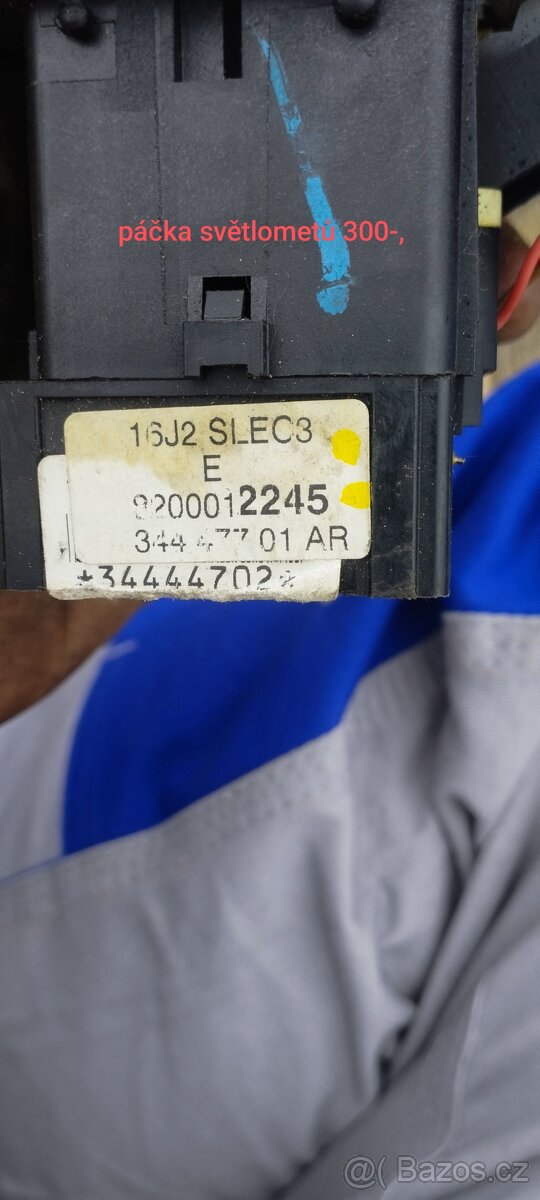 páčka světlometů 300-,
16J2 SLEC3
E
8200012245
344 477 01 AR
*34444702*
Bazos.cz